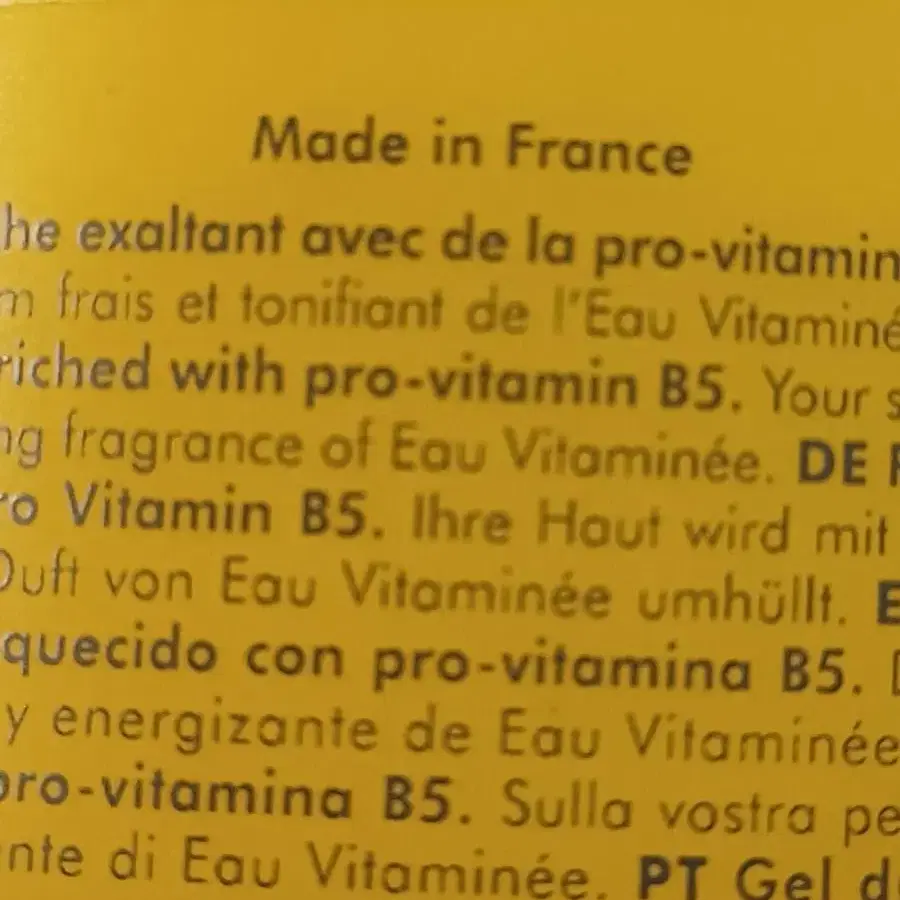 Made in France
he exaltant avec de la pro-vitamin
m frais et tonifiant de l'Eau Vitaminé
riched with pro-vitamin B5. Your s
ng fragrance of Eau Vitaminée. DE
ro Vitamin B5. Ihre Haut wird mit
Duft von Eau Vitaminée umhüllt. E
quecido con pro-vitamina B5.
y energizante de Eau Vitaminée
pro-vitamina B5. Sulla vostra pe
nte di Eau Vitaminée. PT Gel d